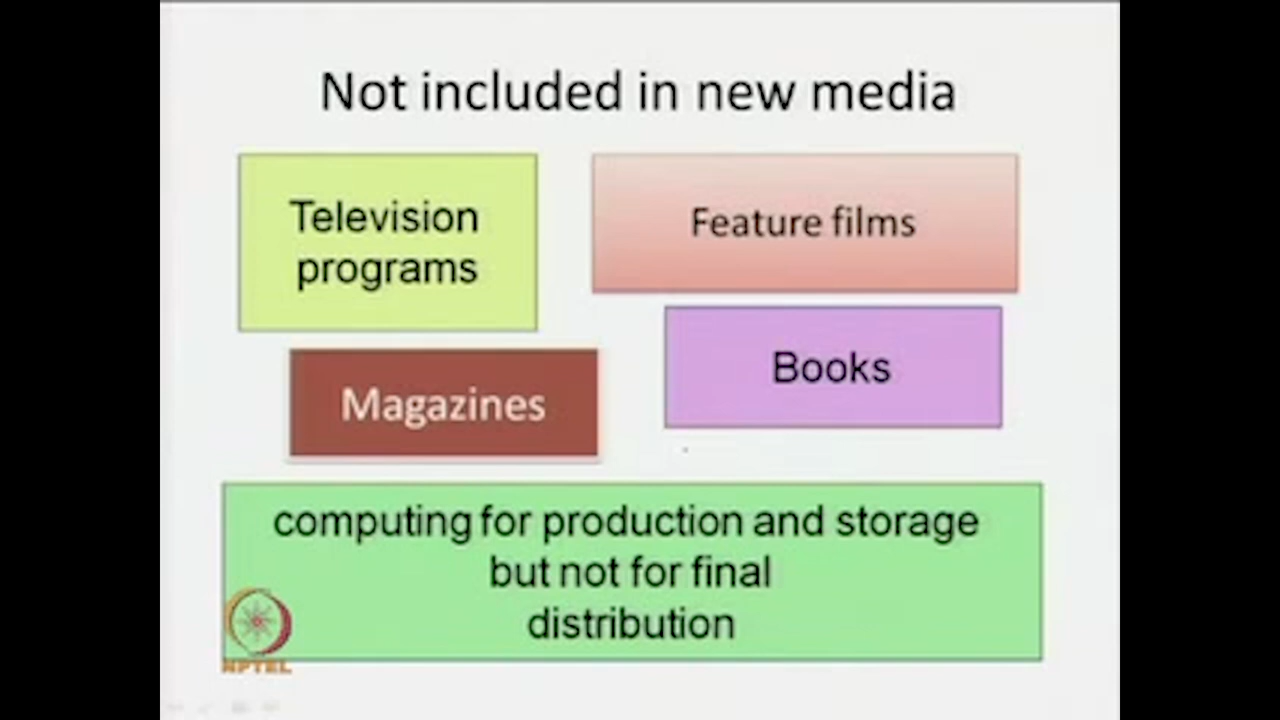 Not included in new media
Television
programs
Feature films
Magazines
Books
computing for production and storage
but not for final
distribution
NPTEL